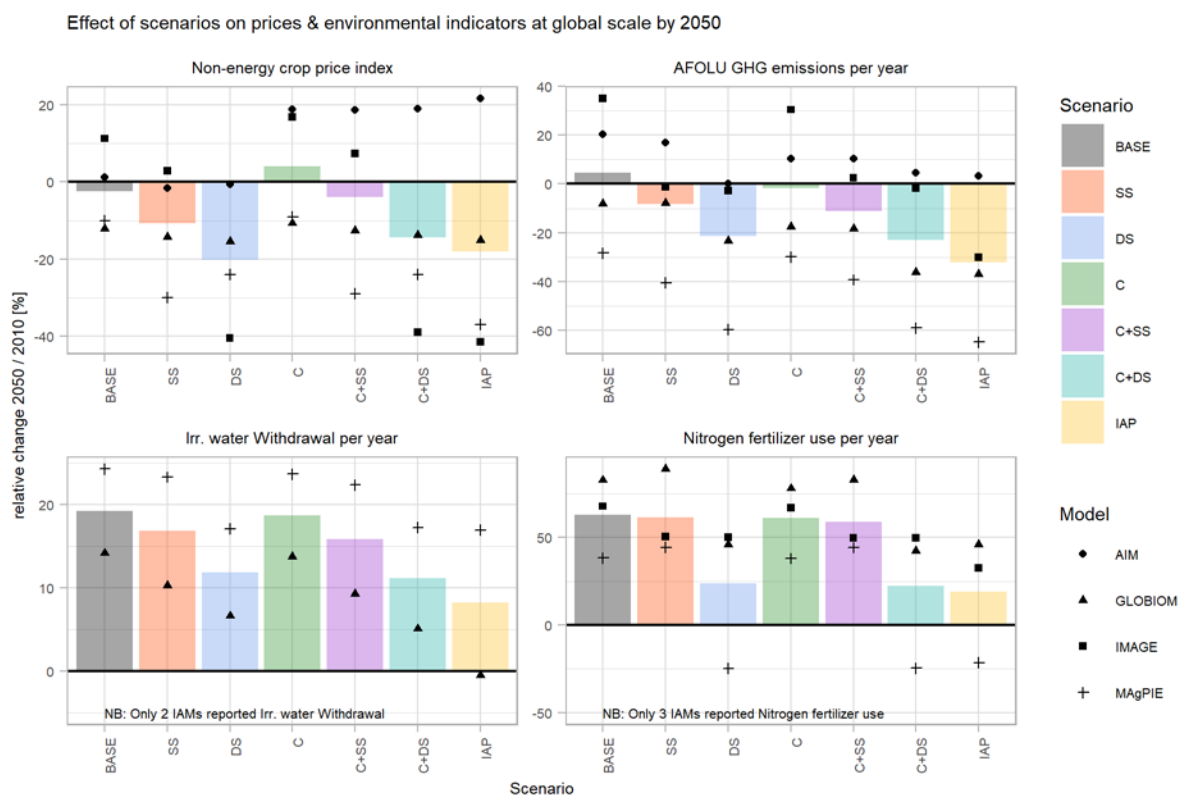 Effect of scenarios on prices & environmental indicators at global scale by 2050
Non-energy crop price index
20
0
-20
-40
BASE
SS
DS
C
C+SS
C+DS
IAP
AFOLU GHG emissions per year
40
20
0
-20
-40
-60
BASE
SS
DS
C
C+SS
C+DS
IAP
relative change 2050 / 2010 [%]
Irr. water Withdrawal per year
20
10
0
NB: Only 2 IAMs reported Irr. water Withdrawal
BASE
SS
DS
C
C+SS
C+DS
IAP
Nitrogen fertilizer use per year
50
0
-50
NB: Only 3 IAMs reported Nitrogen fertilizer use
BASE
SS
DS
C
C+SS
C+DS
IAP
Scenario
Scenario
BASE
SS
DS
C
C+SS
C+DS
IAP
Model
AIM
GLOBIOM
IMAGE
MAgPIE